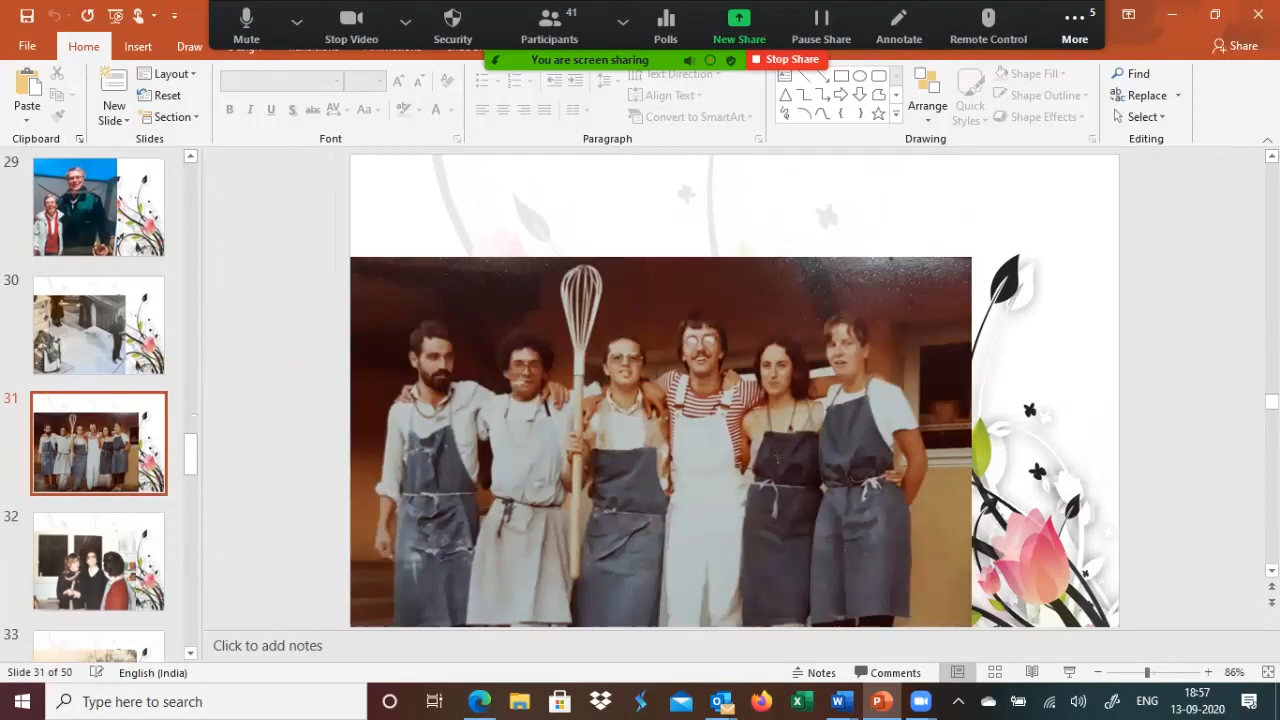 41
5
Mute
Stop Video
Security
Participants
Polls
New Share
Pause Share
Annotate
Remote Control
More
File
Home
Insert
Draw
Share
You are screen sharing
Stop Share
Paste
New
Slide
Layout
Reset
Section
B I U S abc AV Aa
A
Text Direction
Align Text
Convert to SmartArt
Arrange
Quick
Styles
Shape Fill
Shape Outline
Shape Effects
Find
Replace
Select
Clipboard
Slides
Font
Paragraph
Drawing
Editing
29
30
31
32
33
Click to add notes
Slide 31 of 50
English (India)
Notes
Comments
86%
Type here to search
ENG
18:57
13-09-2020